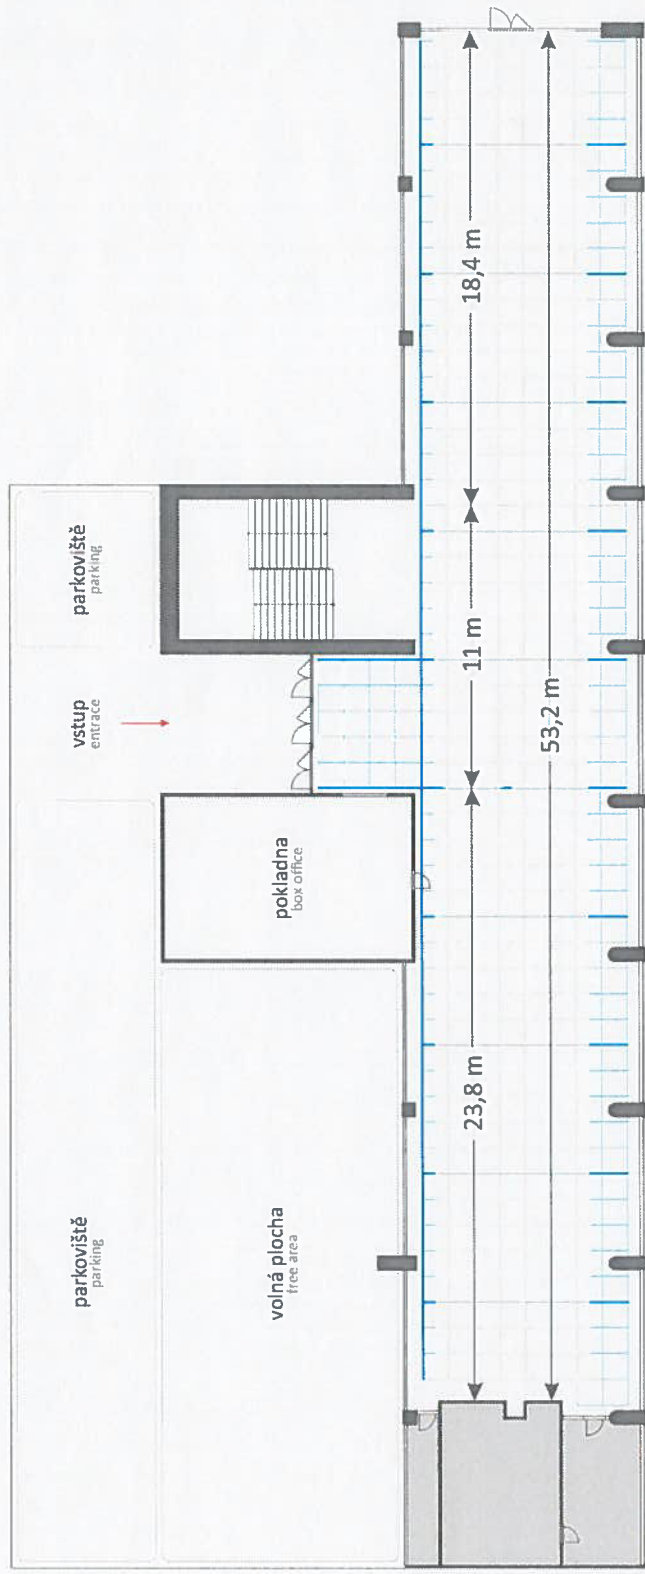 parkoviště
parking
vstup
entrace
pokladna
box office
parkoviště
parking
volná plocha
free area
18,4 m
11 m
53,2 m
23,8 m